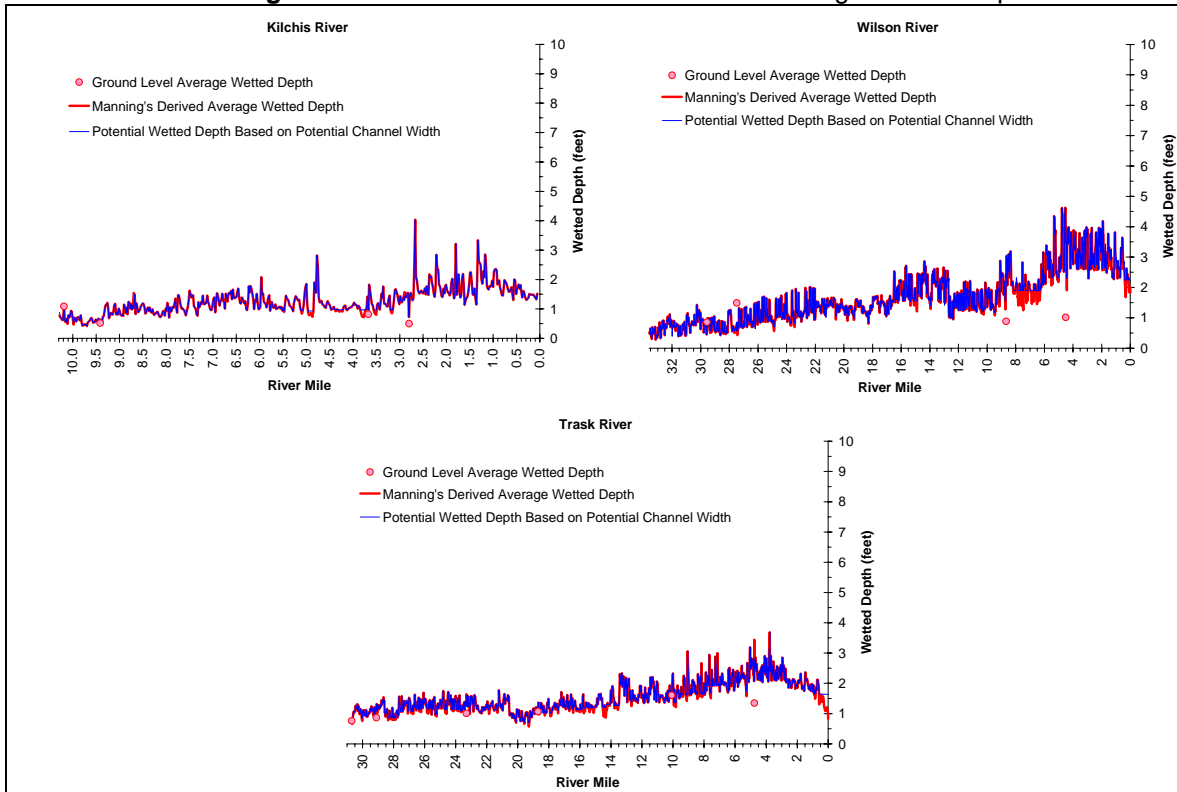 Kilchis River
Ground Level Average Wetted Depth
Manning's Derived Average Wetted Depth
Potential Wetted Depth Based on Potential Channel Width
10
9
8
7
6
5
4
3
2
1
0
Wetted Depth (feet)
10.0 9.5 9.0 8.5 8.0 7.5 7.0 6.5 6.0 5.5 5.0 4.5 4.0 3.5 3.0 2.5 2.0 1.5 1.0 0.5 0.0
River Mile
Wilson River
Ground Level Average Wetted Depth
Manning's Derived Average Wetted Depth
Potential Wetted Depth Based on Potential Channel Width
10
9
8
7
6
5
4
3
2
1
0
Wetted Depth (feet)
32 30 28 26 24 22 20 18 16 14 12 10 8 6 4 2 0
River Mile
Trask River
Ground Level Average Wetted Depth
Manning's Derived Average Wetted Depth
Potential Wetted Depth Based on Potential Channel Width
10
9
8
7
6
5
4
3
2
1
0
Wetted Depth (feet)
30 28 26 24 22 20 18 16 14 12 10 8 6 4 2 0
River Mile